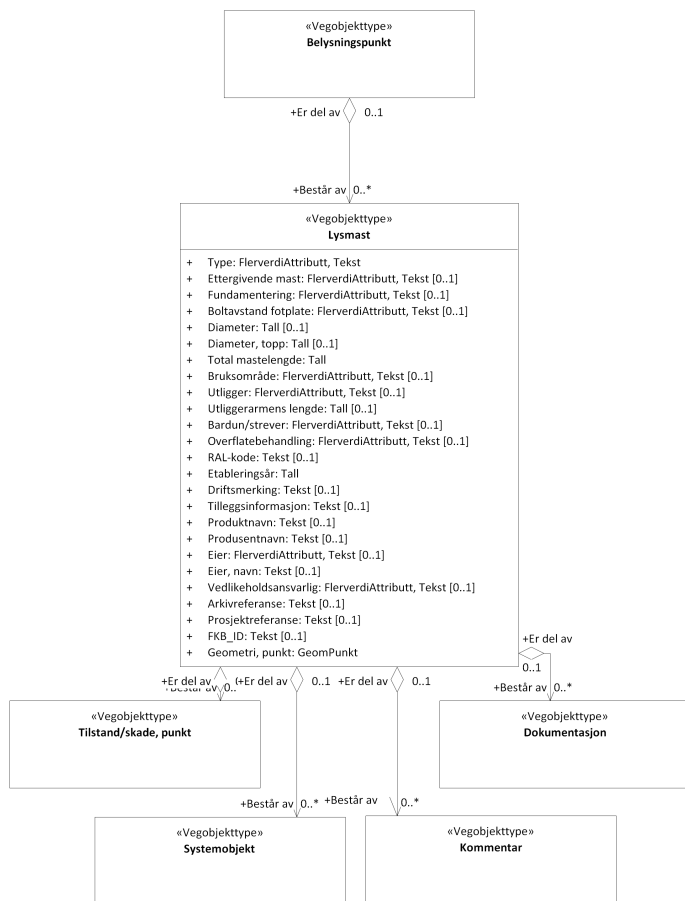 «Vegobjekttype»
Belysningspunkt
+Er del av 0..1
+Består av 0..*
«Vegobjekttype»
Lysmast
+ Type: FlerverdiAttributt, Tekst
+ Ettergivende mast: FlerverdiAttributt, Tekst [0..1]
+ Fundamentering: FlerverdiAttributt, Tekst [0..1]
+ Boltavstand fotplate: FlerverdiAttributt, Tekst [0..1]
+ Diameter: Tall [0..1]
+ Diameter, topp: Tall [0..1]
+ Total mastelengde: Tall
+ Bruksområde: FlerverdiAttributt, Tekst [0..1]
+ Utligger: FlerverdiAttributt, Tekst [0..1]
+ Utliggerarmens lengde: Tall [0..1]
+ Bardun/strever: FlerverdiAttributt, Tekst [0..1]
+ Overflatebehandling: FlerverdiAttributt, Tekst [0..1]
+ RAL-kode: Tekst [0..1]
+ Etableringsår: Tall
+ Driftsmerking: Tekst [0..1]
+ Tilleggsinformasjon: Tekst [0..1]
+ Produktnavn: Tekst [0..1]
+ Produsentnavn: Tekst [0..1]
+ Eier: FlerverdiAttributt, Tekst [0..1]
+ Eier, navn: Tekst [0..1]
+ Vedlikeholdsansvarlig: FlerverdiAttributt, Tekst [0..1]
+ Arkivreferanse: Tekst [0..1]
+ Prosjektreferanse: Tekst [0..1]
+ FKB_ID: Tekst [0..1]
+ Geometri, punkt: GeomPunkt
+Er del av
0..1
+Er del av +Er del av 0..1 +Er del av 0..1
+Består av 0..
+Består av 0..*
«Vegobjekttype»
Tilstand/skade, punkt
«Vegobjekttype»
Dokumentasjon
+Består av 0..* +Består av 0..*
«Vegobjekttype»
Systemobjekt
«Vegobjekttype»
Kommentar